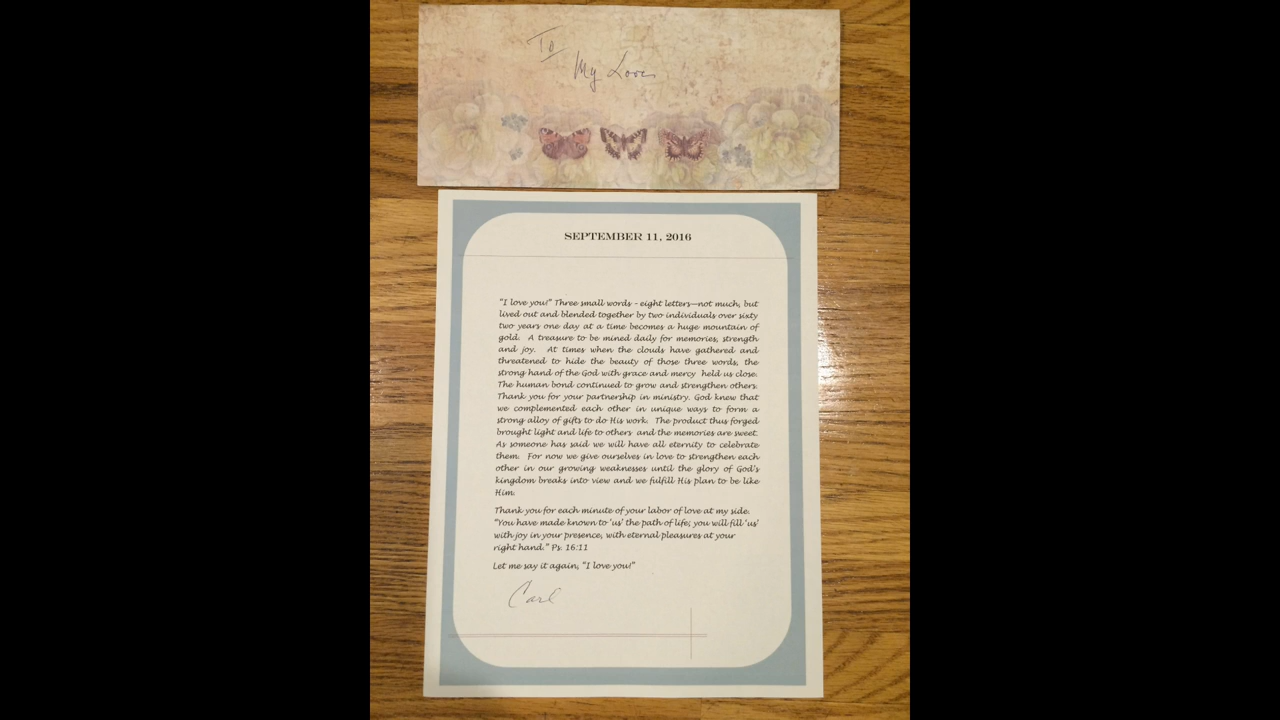 To
My Love
SEPTEMBER 11, 2016
"I love you!" Three small words - eight letters—not much, but
lived out and blended together by two individuals over sixty
two years one day at a time becomes a huge mountain of
gold. A treasure to be mined daily for memories, strength
and joy. At times when the clouds have gathered and
threatened to hide the beauty of those three words, the
strong hand of the God with grace and mercy held us close.
The human bond continued to grow and strengthen others.
Thank you for your partnership in ministry. God knew that
we complemented each other in unique ways to form a
strong alloy of gifts to do His work. The product thus forged
brought light and life to others and the memories are sweet.
As someone has said we will have all eternity to celebrate
them. For now we give ourselves in love to strengthen each
other in our growing weaknesses until the glory of God's
kingdom breaks into view and we fulfill His plan to be like
Him.
Thank you for each minute of your labor of love at my side.
"You have made known to 'us' the path of life; you will fill 'us'
with joy in your presence, with eternal pleasures at your
right hand." Ps. 16:11
Let me say it again, "I love you!"
Carl